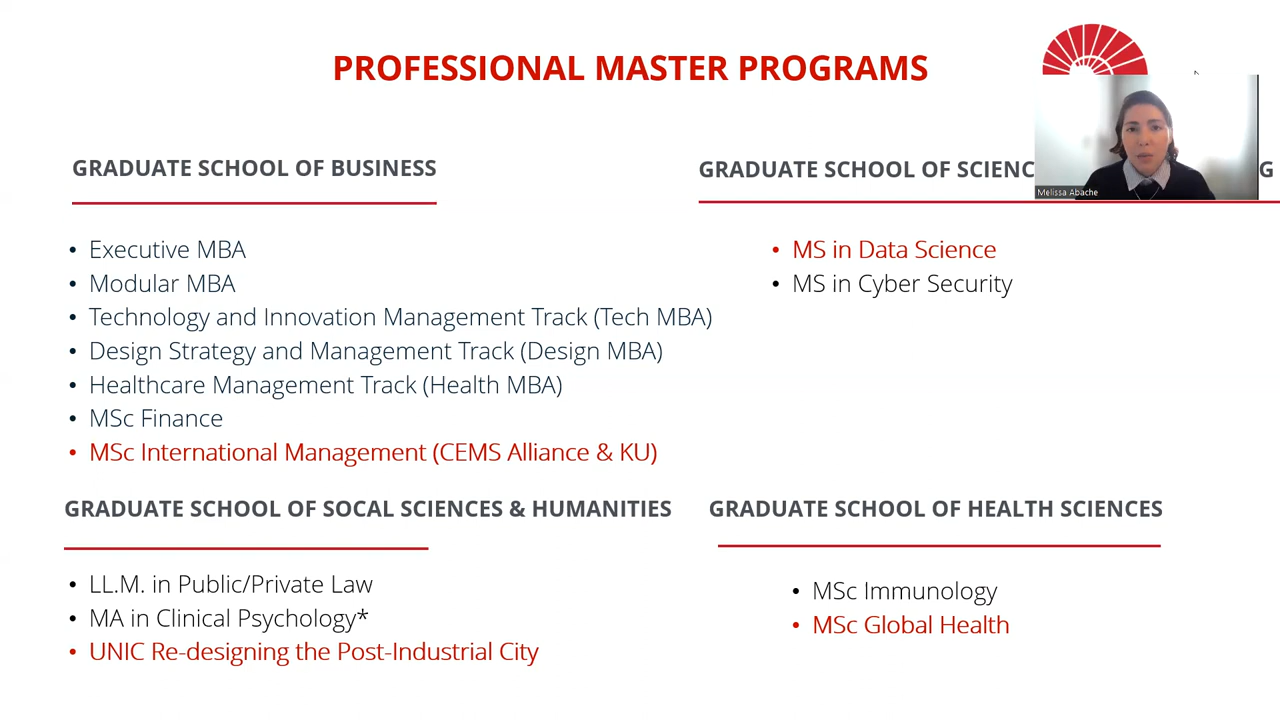 PROFESSIONAL MASTER PROGRAMS
GRADUATE SCHOOL OF BUSINESS
• Executive MBA
• Modular MBA
• Technology and Innovation Management Track (Tech MBA)
• Design Strategy and Management Track (Design MBA)
• Healthcare Management Track (Health MBA)
• MSc Finance
• MSc International Management (CEMS Alliance & KU)
GRADUATE SCHOOL OF SCIENC G
Melissa Abache
• MS in Data Science
• MS in Cyber Security
GRADUATE SCHOOL OF SOCAL SCIENCES & HUMANITIES
• LL.M. in Public/Private Law
• MA in Clinical Psychology*
• UNIC Re-designing the Post-Industrial City
GRADUATE SCHOOL OF HEALTH SCIENCES
• MSc Immunology
• MSc Global Health